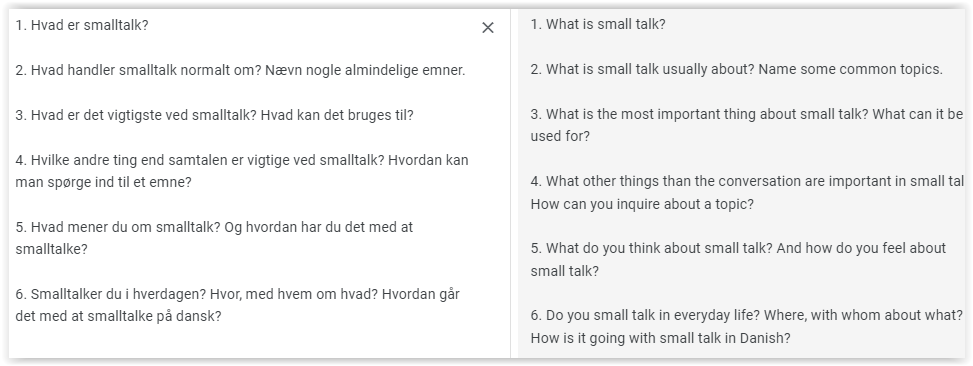 1. Hvad er smalltalk?
2. Hvad handler smalltalk normalt om? Nævn nogle almindelige emner.
3. Hvad er det vigtigste ved smalltalk? Hvad kan det bruges til?
4. Hvilke andre ting end samtalen er vigtige ved smalltalk? Hvordan kan
man spørge ind til et emne?
5. Hvad mener du om smalltalk? Og hvordan har du det med at
smalltalke?
6. Smalltalker du i hverdagen? Hvor, med hvem om hvad? Hvordan går
det med at smalltalke på dansk?
1. What is small talk?
2. What is small talk usually about? Name some common topics.
3. What is the most important thing about small talk? What can it be
used for?
4. What other things than the conversation are important in small tal
How can you inquire about a topic?
5. What do you think about small talk? And how do you feel about
small talk?
6. Do you small talk in everyday life? Where, with whom about what?
How is it going with small talk in Danish?